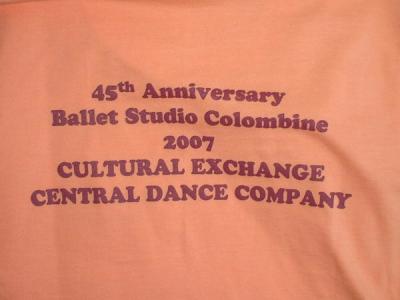 45th Anniversary
Ballet Studio Colombine
2007
CULTURAL EXCHANGE
CENTRAL DANCE COMPANY